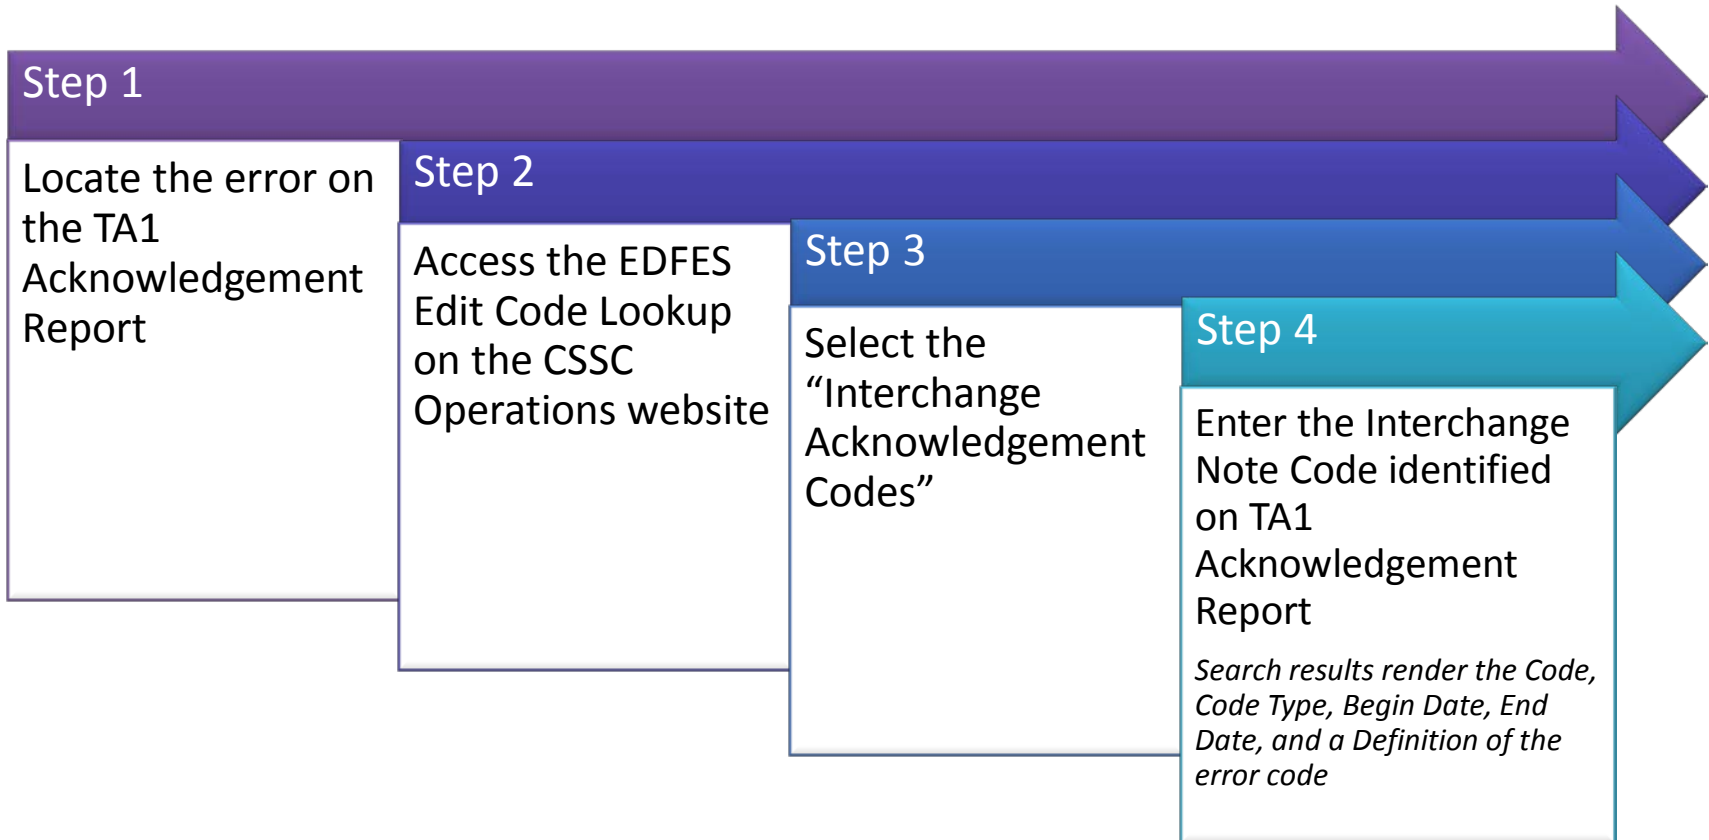 Step 1
Locate the error on
the TA1
Acknowledgement
Report
Step 2
Access the EDFES
Edit Code Lookup
on the CSSC
Operations website
Step 3
Select the
“Interchange
Acknowledgement
Codes”
Step 4
Enter the Interchange
Note Code identified
on TA1
Acknowledgement
Report
Search results render the Code,
Code Type, Begin Date, End
Date, and a Definition of the
error code